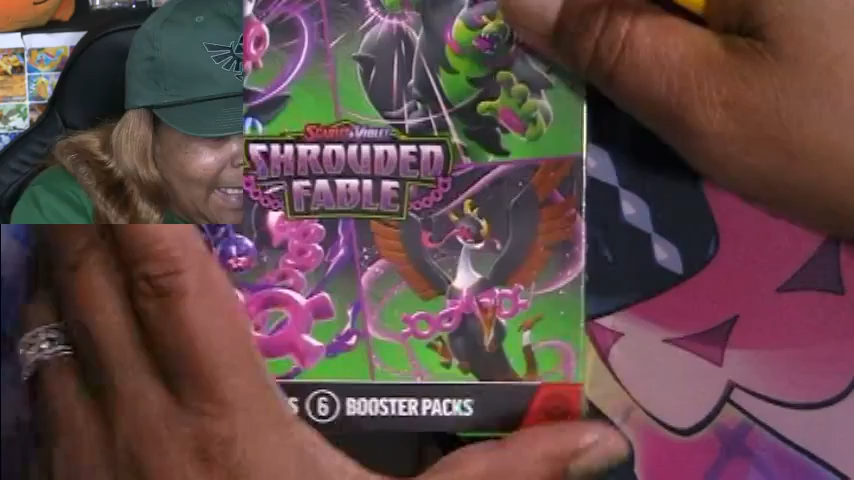 SCARLET & VIOLET
SHROUDED
FABLE
S 6 BOOSTER PACKS